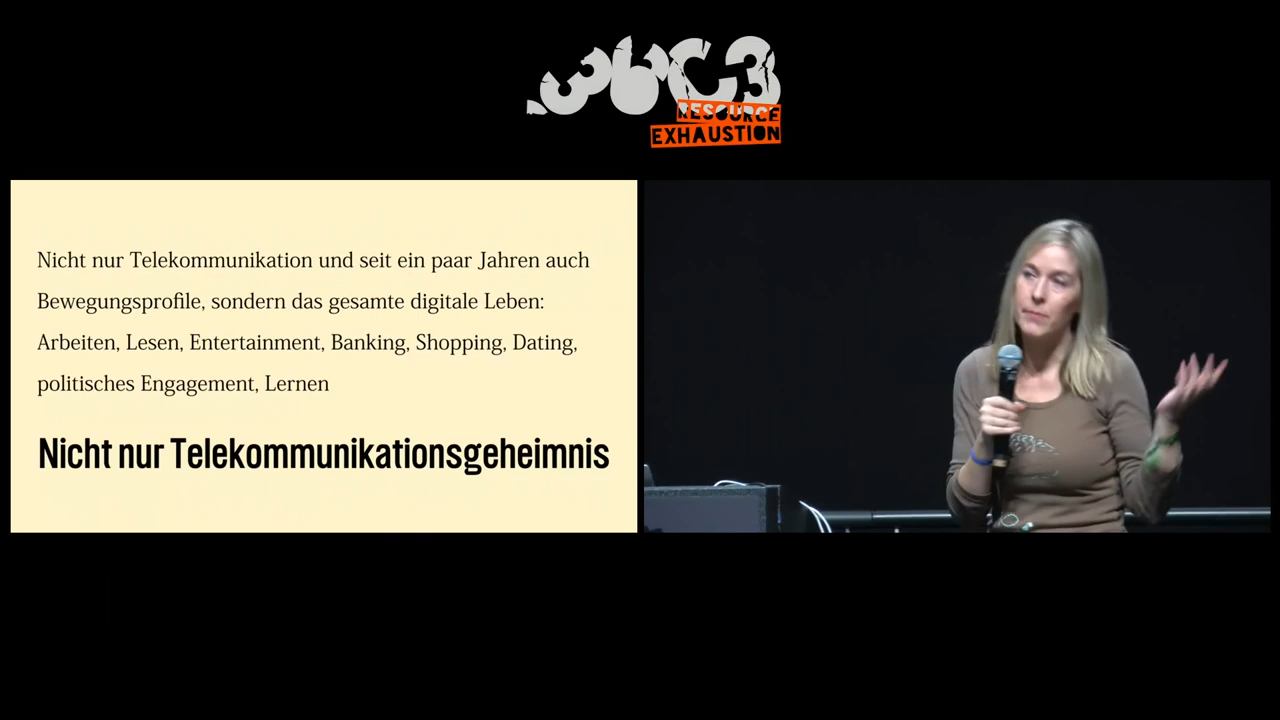 36C3
RESOURCE
EXHAUSTION
Nicht nur Telekommunikation und seit ein paar Jahren auch
Bewegungsprofile, sondern das gesamte digitale Leben:
Arbeiten, Lesen, Entertainment, Banking, Shopping, Dating,
politisches Engagement, Lernen
Nicht nur Telekommunikationsgeheimnis